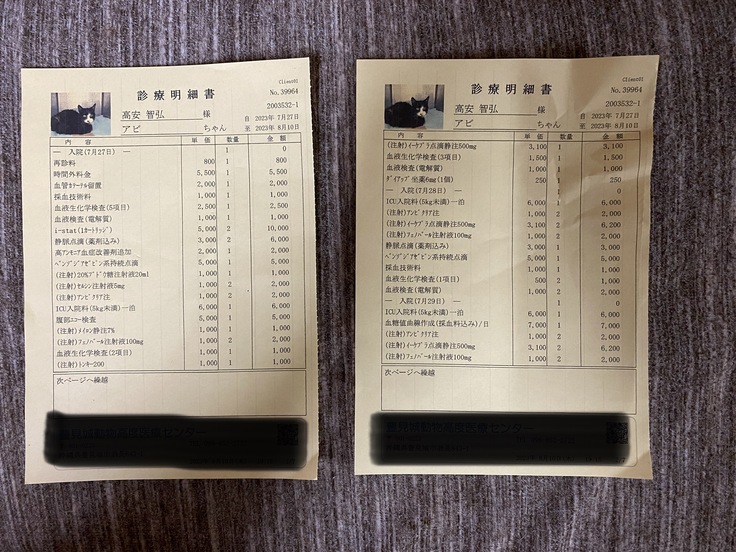 Client01
診療明細書
No.39964
2003532-1
高安 智弘 様
自 2023年 7月27日
アビ ちゃん
至 2023年 8月10日
内容 単価 数量 金額
― 入院(7月27日) ― 1 0
再診料 800 1 800
時間外料金 5,500 1 5,500
血管ｶﾃｰﾃﾙ留置 2,000 1 2,000
採血技術料 1,000 1 1,000
血液生化学検査(5項目) 2,500 1 2,500
血液検査(電解質) 1,000 1 1,000
i-stat(1ｶｰﾄﾘｯｼﾞ) 5,000 2 10,000
静脈点滴(薬剤込み) 3,000 2 6,000
高ｱﾝﾓﾆｱ血症改善剤追加 2,000 1 2,000
ﾍﾞﾝｼﾞｱｾﾞﾋﾟﾝ系持続点滴 5,000 1 5,000
(注射)20%ﾌﾞﾄﾞｳ糖注射液20ml 1,000 1 1,000
(注射)ｾﾙｼﾝ注射液5mg 1,000 2 2,000
(注射)ｱﾝﾋﾟｸﾘｱ注 1,000 2 2,000
ICU入院料(5kg未満)一泊 6,000 1 6,000
腹部ｴｺｰ検査 5,000 1 5,000
(注射)ﾒｲﾛﾝ静注7% 1,000 1 1,000
(注射)ﾌｪﾉﾊﾞｰﾙ注射液100mg 1,000 2 2,000
血液生化学検査(2項目) 1,000 1 1,000
(注射)ﾄﾝｷｰ200 1,000 1 1,000
次ページへ繰越
Client01
診療明細書
No.39964
2003532-1
高安 智弘 様
自 2023年 7月27日
アビ ちゃん
至 2023年 8月10日
内容 単価 数量 金額
(注射)ｲｰｹﾌﾟﾗ点滴静注500mg 3,100 1 3,100
血液生化学検査(3項目) 1,500 1 1,500
血液検査(電解質) 1,000 1 1,000
ﾀﾞｲｱｯﾌﾟ坐薬6mg(1個) 250 1 250
― 入院(7月28日) ― 1 0
ICU入院料(5kg未満)一泊 6,000 1 6,000
(注射)ｱﾝﾋﾟｸﾘｱ注 1,000 2 2,000
(注射)ｲｰｹﾌﾟﾗ点滴静注500mg 3,100 2 6,200
(注射)ﾌｪﾉﾊﾞｰﾙ注射液100mg 1,000 2 2,000
静脈点滴(薬剤込み) 3,000 1 3,000
ﾍﾞﾝｼﾞｱｾﾞﾋﾟﾝ系持続点滴 5,000 1 5,000
採血技術料 1,000 1 1,000
血液生化学検査(1項目) 500 2 1,000
血液検査(電解質) 1,000 2 2,000
― 入院(7月29日) ― 1 0
ICU入院料(5kg未満)一泊 6,000 1 6,000
血糖値曲線作成(採血料込み)/日 7,000 1 7,000
(注射)ｱﾝﾋﾟｸﾘｱ注 1,000 2 2,000
(注射)ｲｰｹﾌﾟﾗ点滴静注500mg 3,100 2 6,200
(注射)ﾌｪﾉﾊﾞｰﾙ注射液100mg 1,000 2 2,000
次ページへ繰越